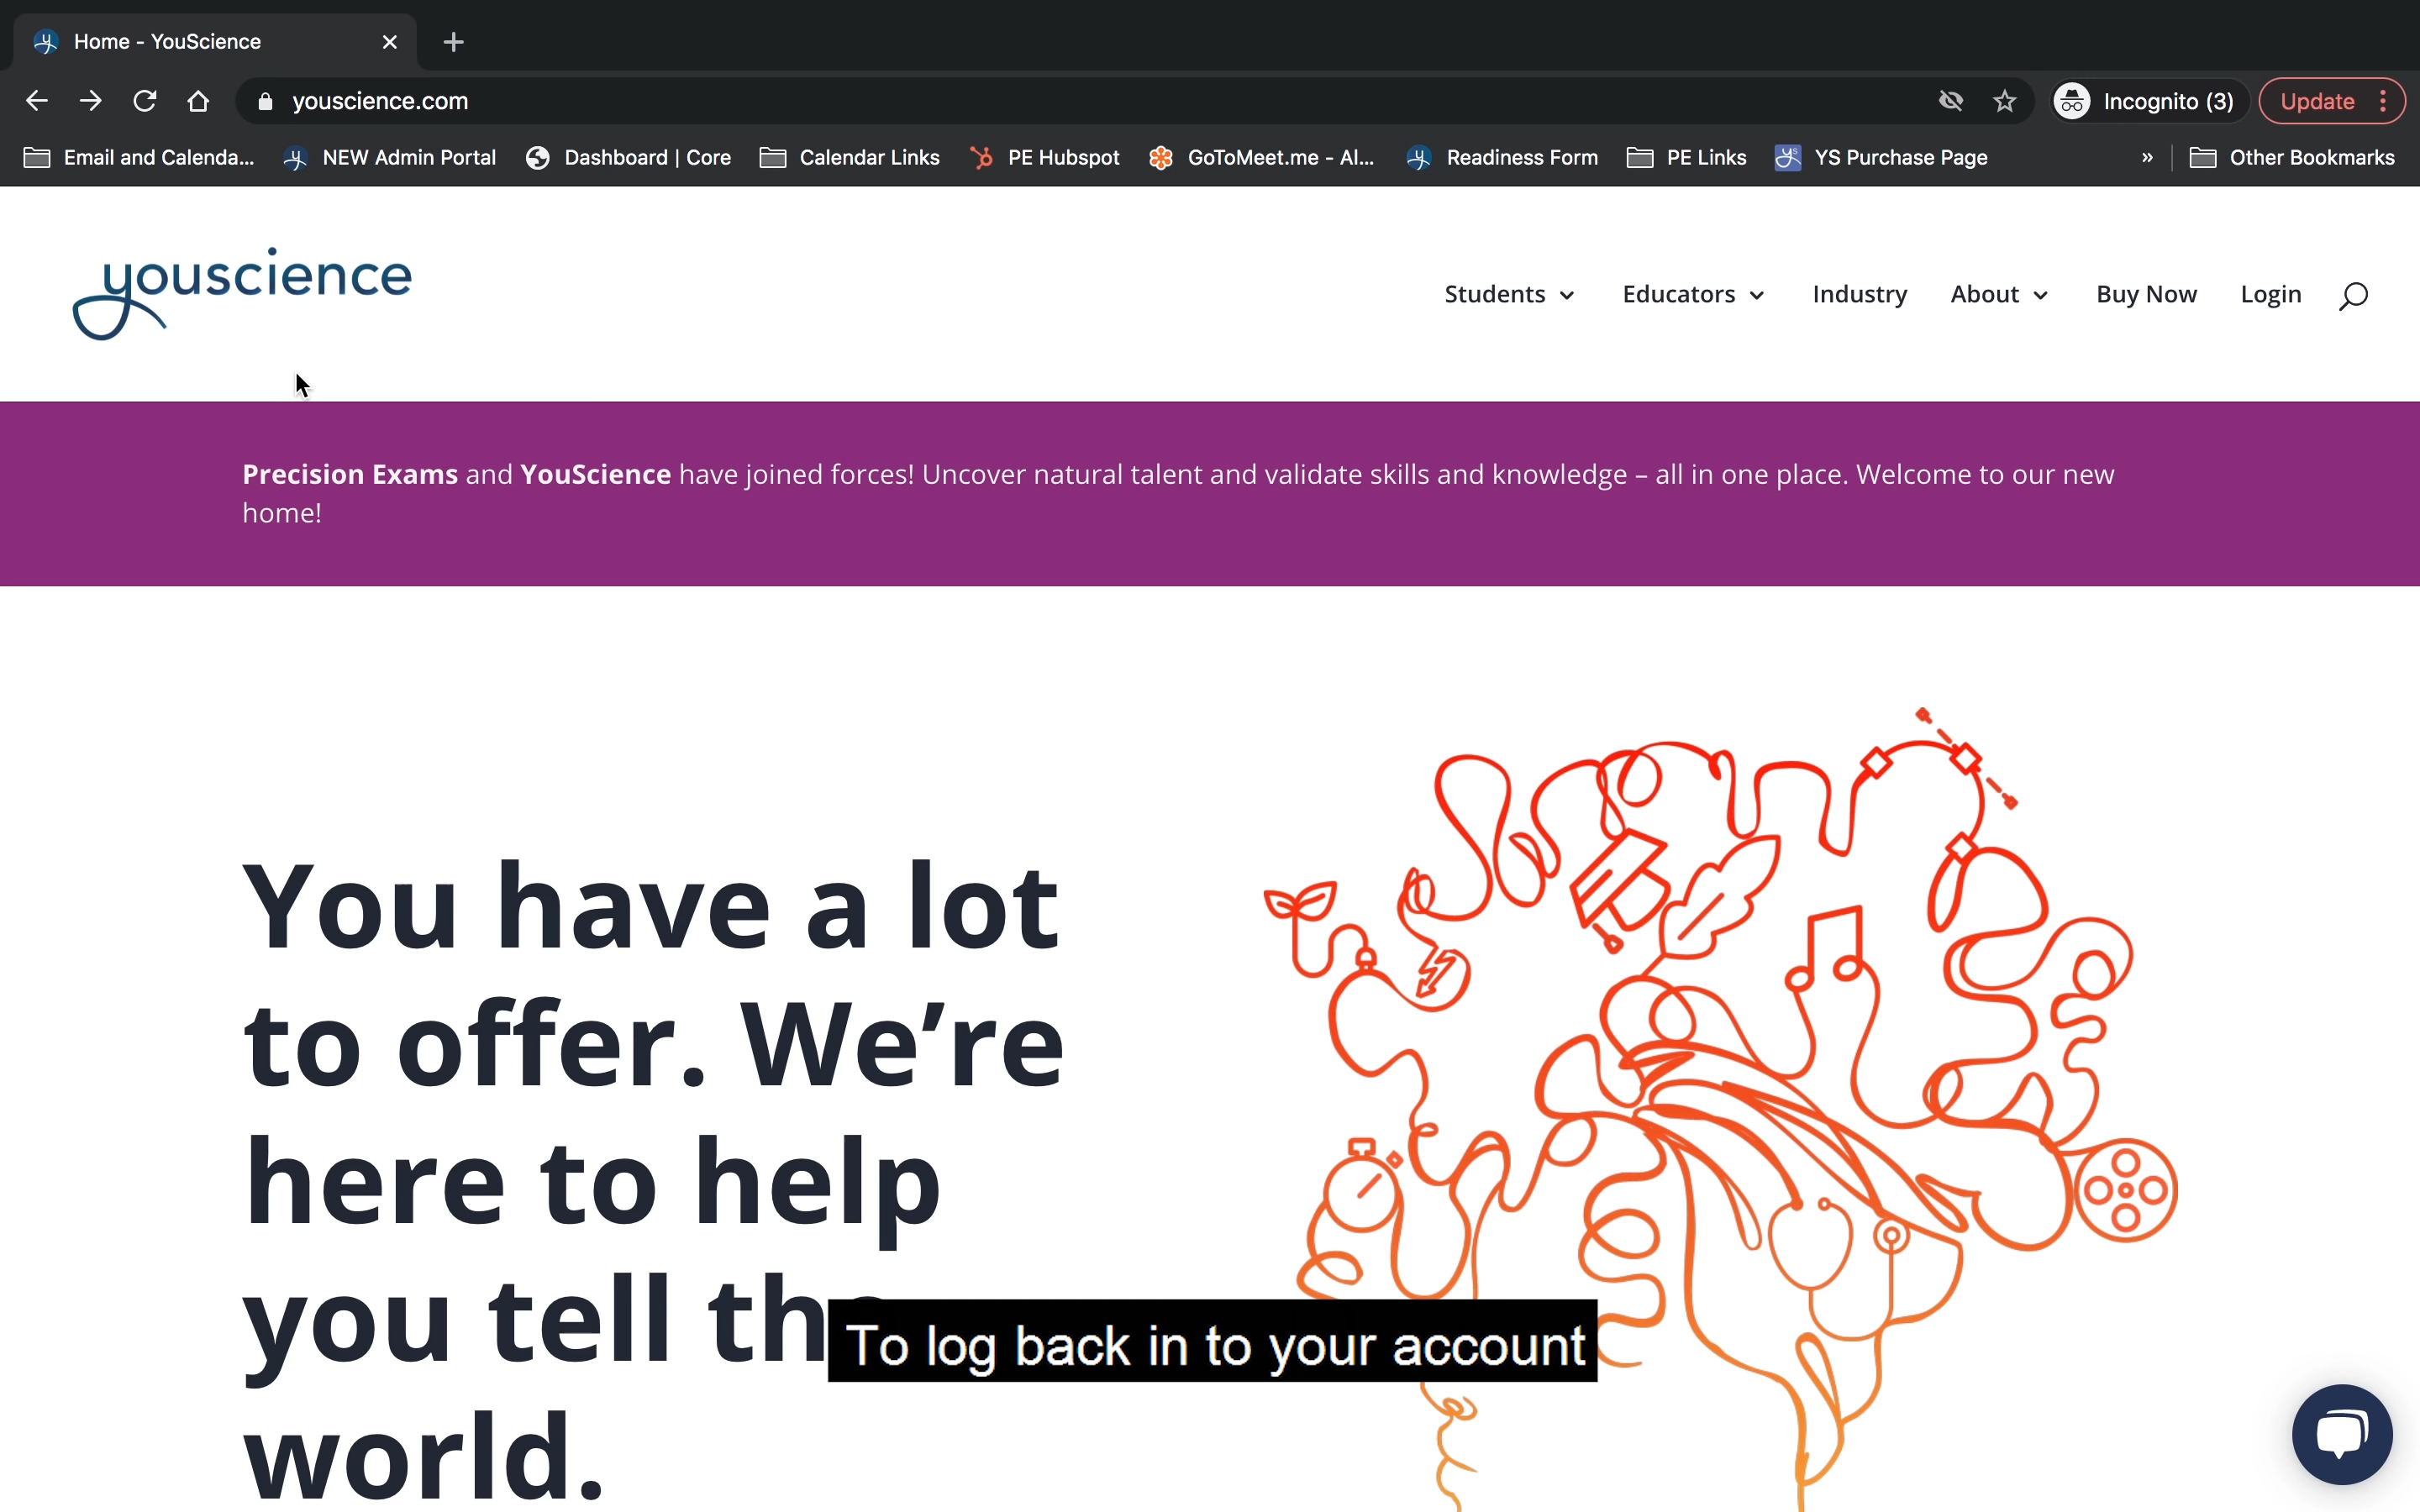 Home - YouScience
youscience.com
Incognito (3)
Update
Email and Calenda...
NEW Admin Portal
Dashboard | Core
Calendar Links
PE Hubspot
GoToMeet.me - Al...
Readiness Form
PE Links
YS Purchase Page
»
Other Bookmarks
youscience
Students
Educators
Industry
About
Buy Now
Login
Precision Exams and YouScience have joined forces! Uncover natural talent and validate skills and knowledge – all in one place. Welcome to our new
home!
You have a lot
to offer. We’re
here to help
you tell the
world.
To log back in to your account